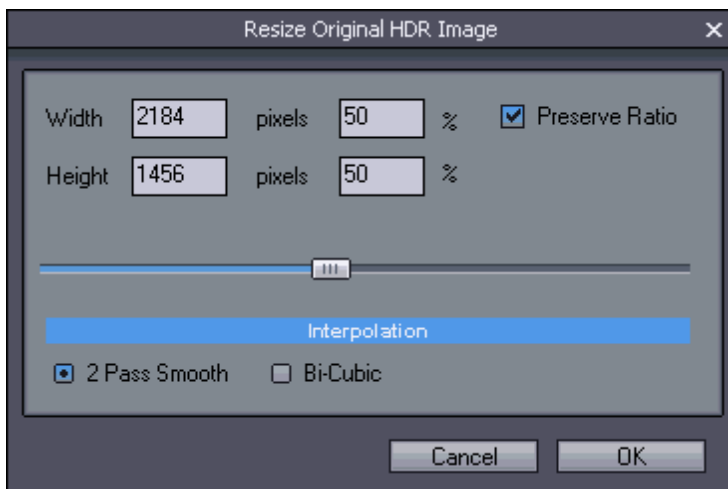 Resize Original HDR Image
Width 2184 pixels 50 % Preserve Ratio
Height 1456 pixels 50 %
Interpolation
2 Pass Smooth Bi-Cubic
Cancel OK